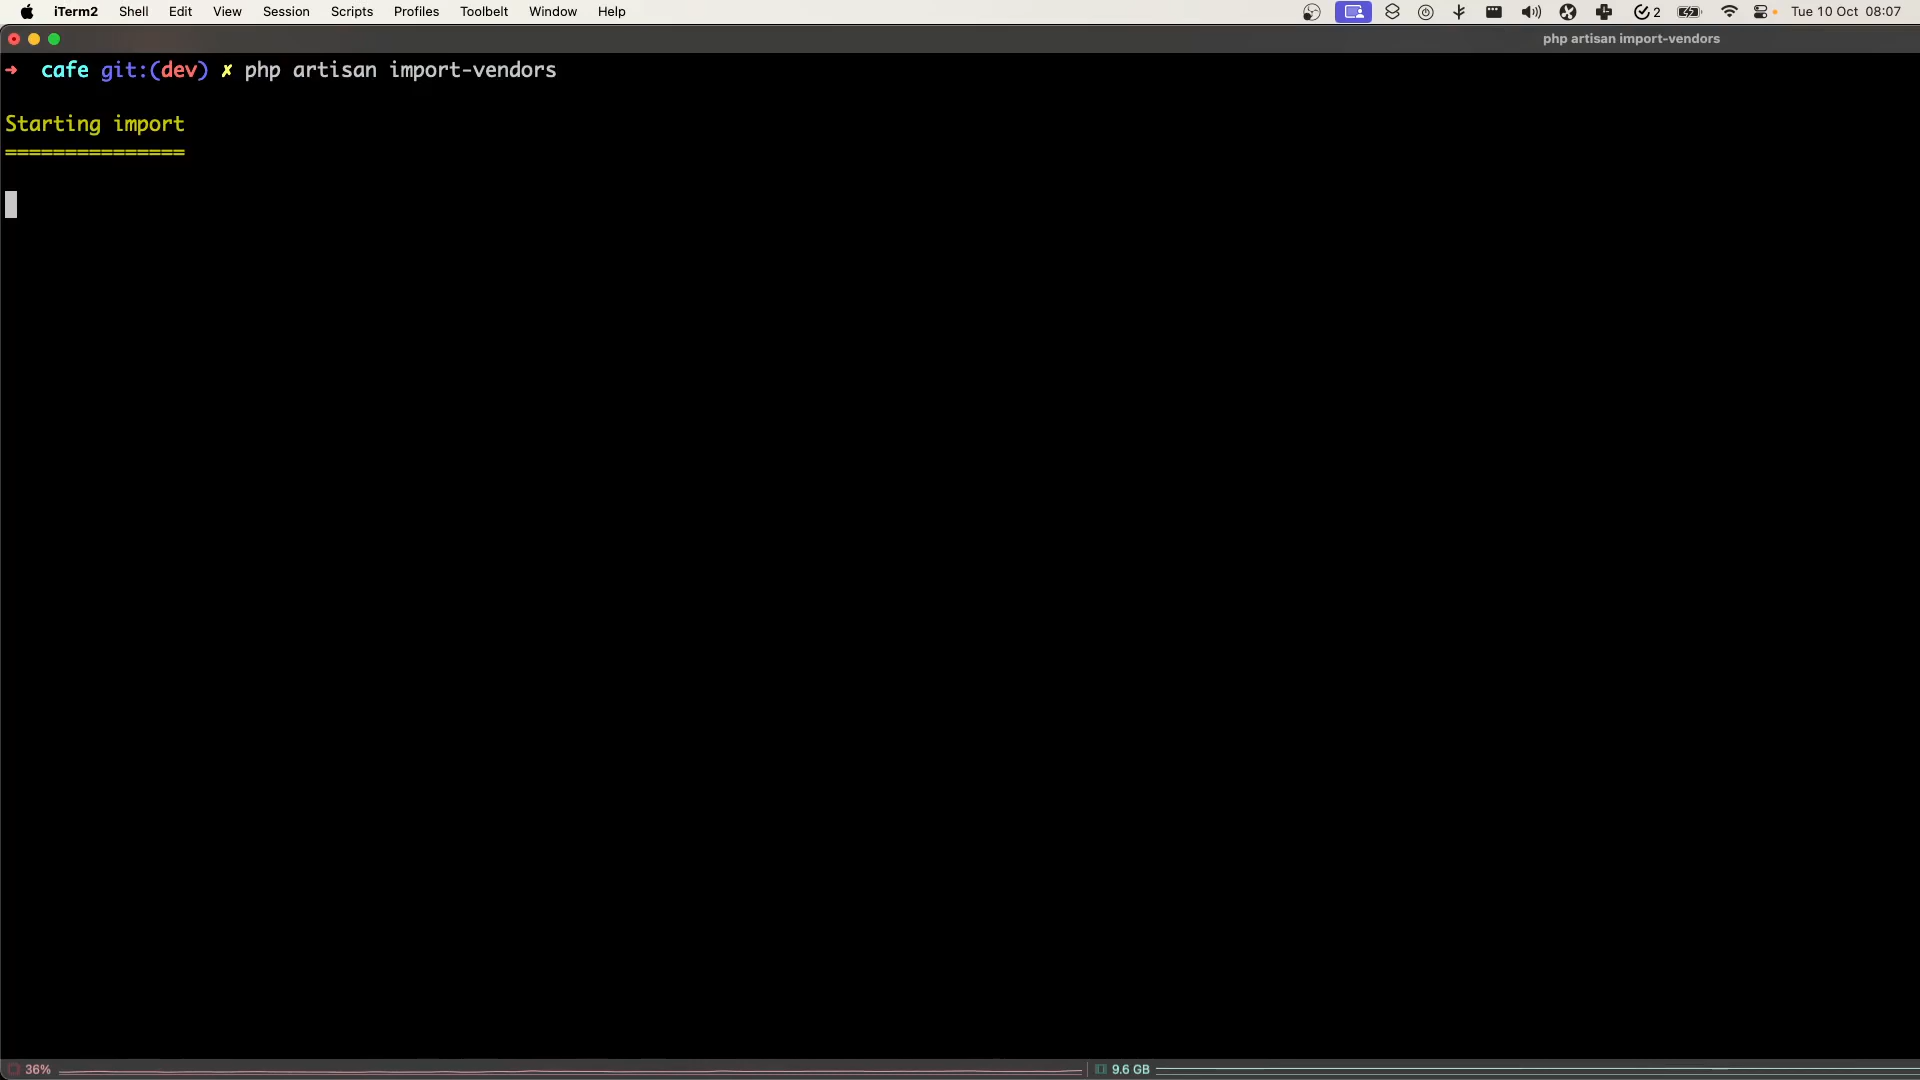 iTerm2 Shell Edit View Session Scripts Profiles Toolbelt Window Help 2 Tue 10 Oct 08:07
php artisan import-vendors
➜ cafe git:(dev) ✗ php artisan import-vendors
Starting import
===============
36% 9.6 GB